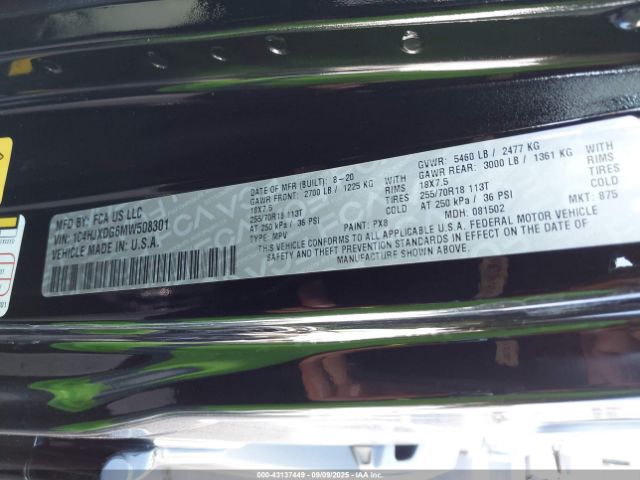 MFD BY: FCA US LLC
VIN: 1C4HJXDG6MW508301
VEHICLE MADE IN U.S.A.
DATE OF MFR (BUILT): 8-20
GAWR FRONT: 2700 LB / 1225 KG WITH
18X7.5 RIMS
255/70R18 113T TIRES
AT 250 kPa / 36 PSI COLD
TYPE: MPV PAINT: PX8
GVWR: 5460 LB / 2477 KG
GAWR REAR: 3000 LB / 1361 KG WITH
18X7.5 RIMS
255/70R18 113T TIRES
AT 250 kPa / 36 PSI COLD
MDH: 081502 MKT: 875
THIS VEHICLE CONFORMS TO ALL APPLICABLE U.S.A. FEDERAL MOTOR VEHICLE
SAFETY AND THEFT PREVENTION STANDARDS IN EFFECT ON THE DATE OF
MANUFACTURE SHOWN ABOVE.
000-43137449 - 09/09/2025 - IAAI.COM